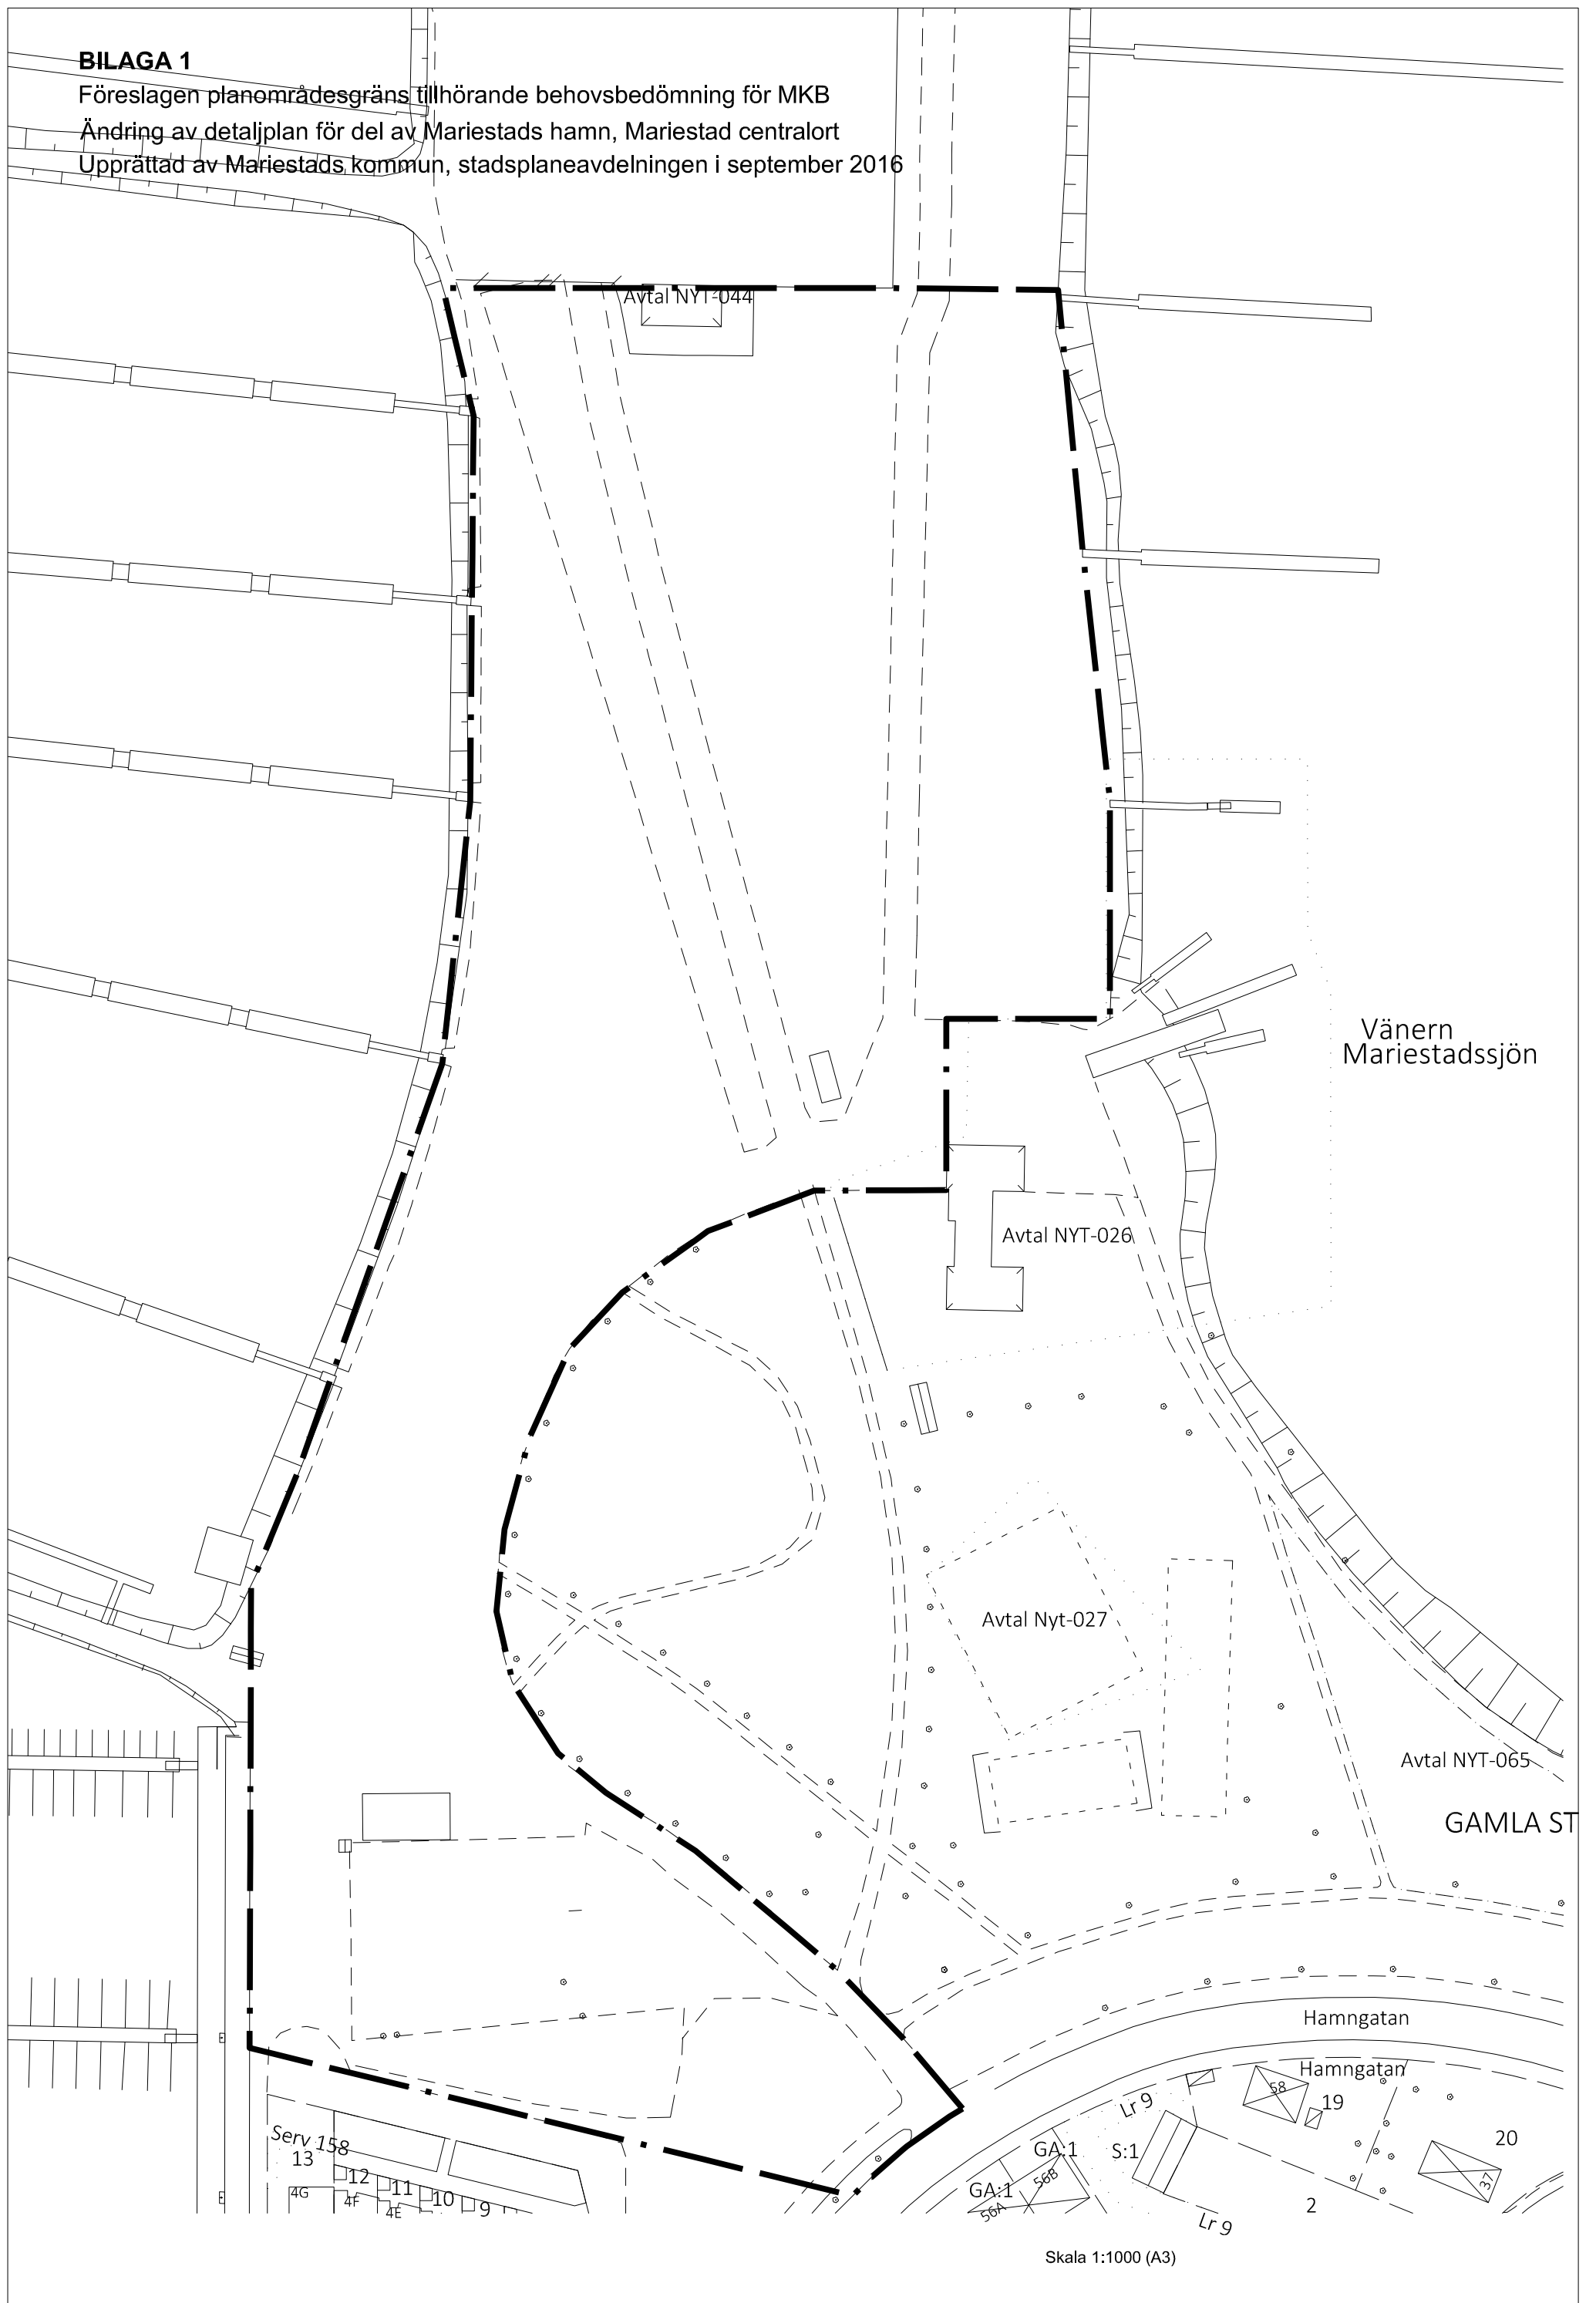 BILAGA 1
Föreslagen planområdesgräns tillhörande behovsbedömning för MKB
Ändring av detaljplan för del av Mariestads hamn, Mariestad centralort
Upprättad av Mariestads kommun, stadsplaneavdelningen i september 2016
Avtal NYT-044
Vänern
Mariestadssjön
Avtal NYT-026
Avtal Nyt-027
Avtal NYT-065
GAMLA ST
Hamngatan
Hamngatan
58
19
Lr 9
20
37
Serv 158
13
12
11
10
9
4G
4F
4E
GA:1
56B
S:1
GA:1
56A
2
Lr 9
E
E
Skala 1:1000 (A3)